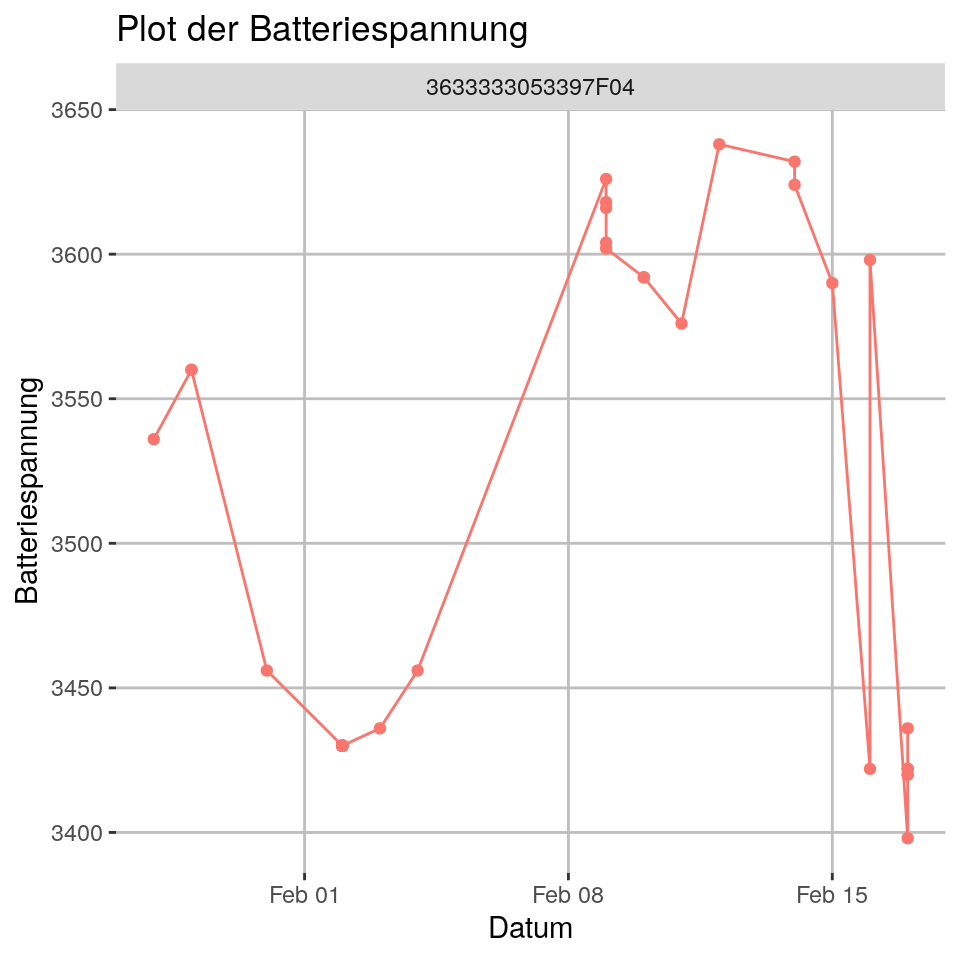 Plot der Batteriespannung
3633333053397F04
3650
3600
3550
3500
3450
3400
Batteriespannung
Feb 01
Feb 08
Feb 15
Datum